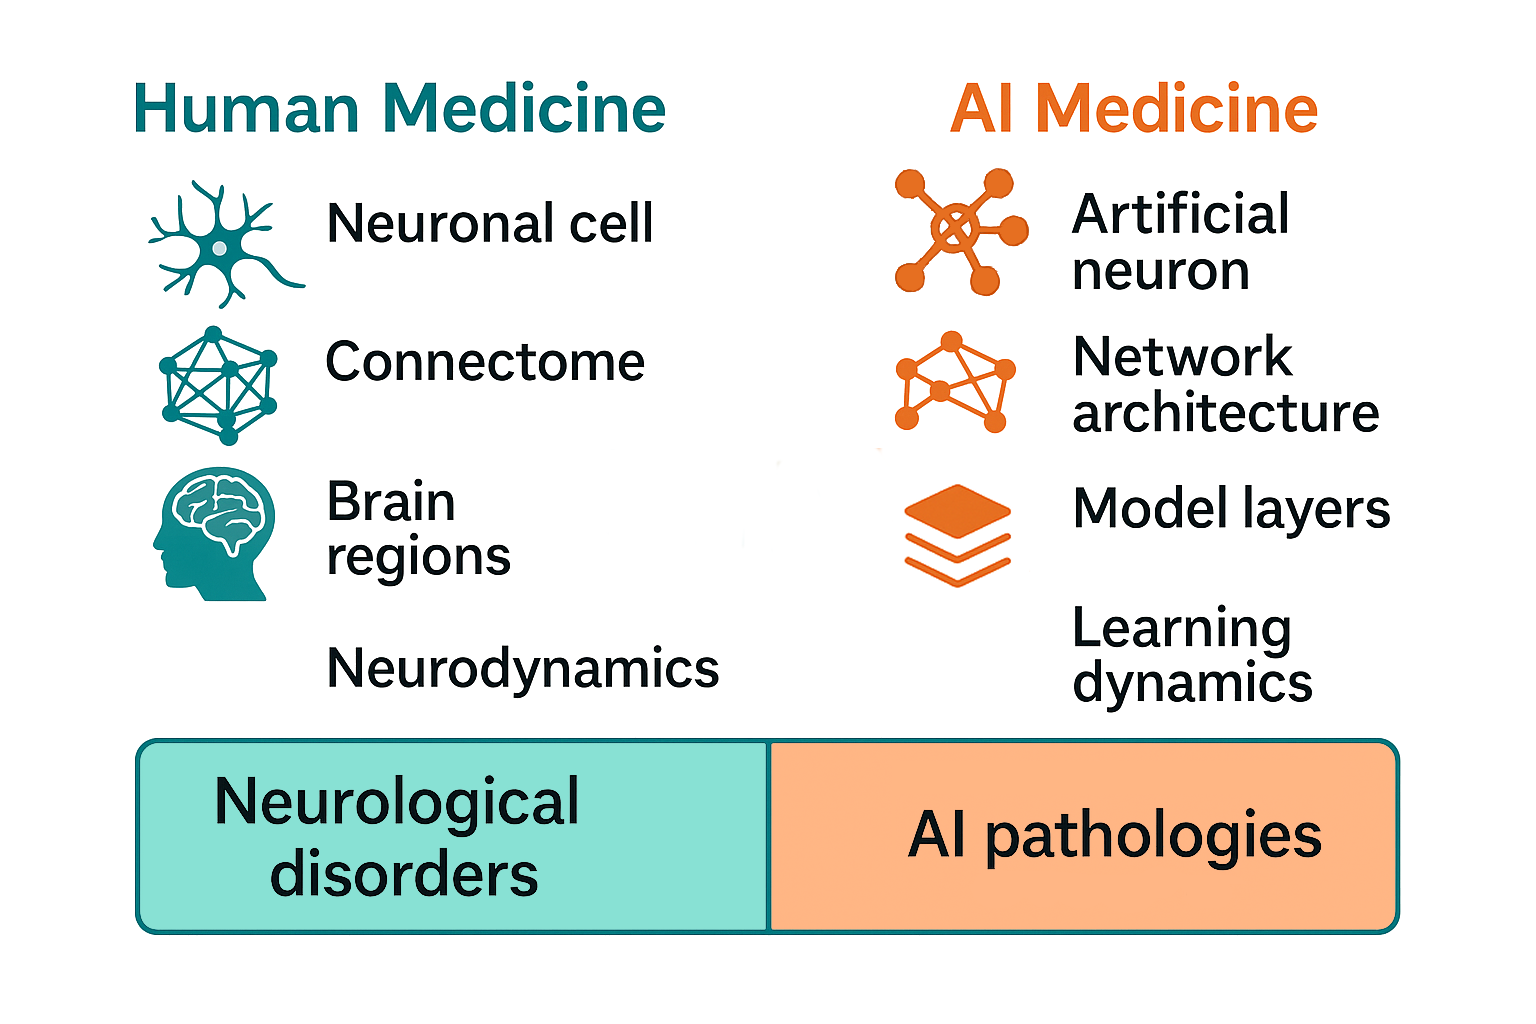 Human Medicine
Neuronal cell
Connectome
Brain
regions
Neurodynamics
AI Medicine
Artificial
neuron
Network
architecture
Model layers
Learning
dynamics
Neurological
disorders
AI pathologies